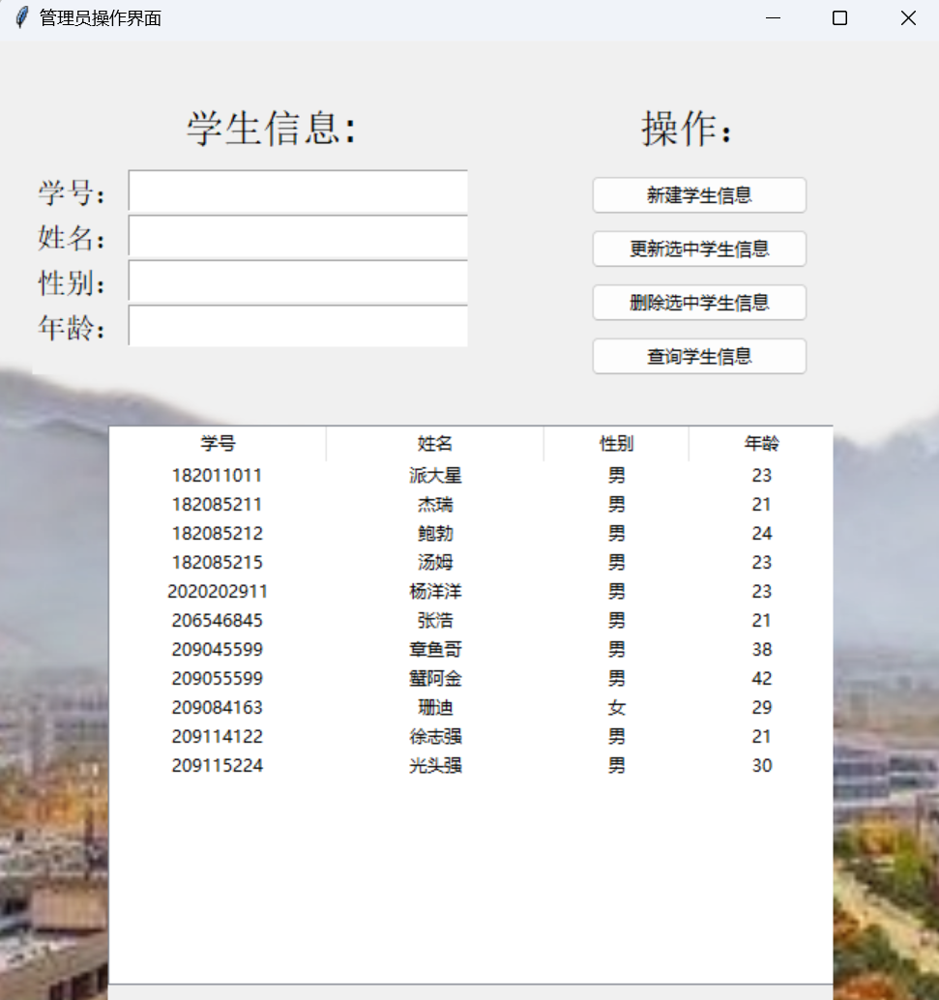 管理员操作界面
学生信息: 操作：
学号： 新建学生信息
姓名： 更新选中学生信息
性别： 删除选中学生信息
年龄： 查询学生信息
学号 姓名 性别 年龄
182011011 派大星 男 23
182085211 杰瑞 男 21
182085212 鲍勃 男 24
182085215 汤姆 男 23
2020202911 杨洋洋 男 23
206546845 张浩 男 21
209045599 章鱼哥 男 38
209055599 蟹阿金 男 42
209084163 珊迪 女 29
209114122 徐志强 男 21
209115224 光头强 男 30